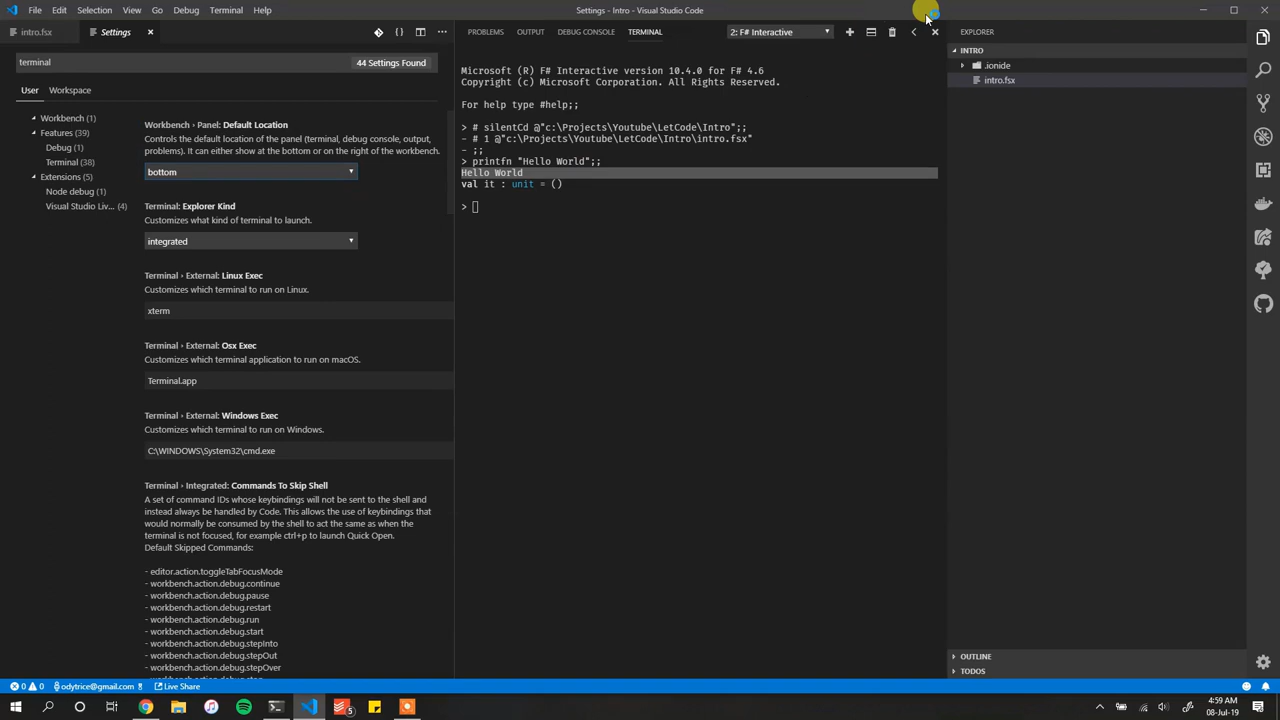 File Edit Selection View Go Debug Terminal Help
Settings - Intro - Visual Studio Code
intro.fsx
Settings
terminal
44 Settings Found
User Workspace
Workbench (1)
Features (39)
Debug (1)
Terminal (38)
Extensions (5)
Node debug (1)
Visual Studio Liv... (4)
Workbench › Panel: Default Location
Controls the default location of the panel (terminal, debug console, output,
problems). It can either show at the bottom or on the right of the workbench.
bottom
Terminal: Explorer Kind
Customizes what kind of terminal to launch.
integrated
Terminal › External: Linux Exec
Customizes which terminal to run on Linux.
xterm
Terminal › External: Osx Exec
Customizes which terminal application to run on macOS.
Terminal.app
Terminal › External: Windows Exec
Customizes which terminal to run on Windows.
C:\WINDOWS\System32\cmd.exe
Terminal › Integrated: Commands To Skip Shell
A set of command IDs whose keybindings will not be sent to the shell and
instead always be handled by Code. This allows the use of keybindings that
would normally be consumed by the shell to act the same as when the
terminal is not focused, for example ctrl+p to launch Quick Open.
Default Skipped Commands:
- editor.action.toggleTabFocusMode
- workbench.action.debug.continue
- workbench.action.debug.pause
- workbench.action.debug.restart
- workbench.action.debug.run
- workbench.action.debug.start
- workbench.action.debug.stepInto
- workbench.action.debug.stepOut
- workbench.action.debug.stepOver
PROBLEMS OUTPUT DEBUG CONSOLE TERMINAL
2: F# Interactive
Microsoft (R) F# Interactive version 10.4.0 for F# 4.6
Copyright (c) Microsoft Corporation. All Rights Reserved.
For help type #help;;
> # silentCd @"c:\Projects\Youtube\LetCode\Intro";;
- # 1 @"c:\Projects\Youtube\LetCode\Intro\intro.fsx"
- ;;
> printfn "Hello World";;
Hello World
val it : unit = ()
>
EXPLORER
INTRO
.ionide
intro.fsx
OUTLINE
TODOS
0 0 odytrice@gmail.com Live Share
5
4:59 AM
08-Jul-19